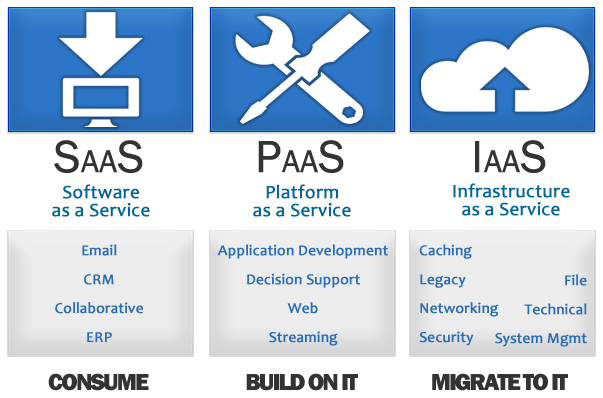 SaaS
Software
as a Service
Email
CRM
Collaborative
ERP
CONSUME
PaaS
Platform
as a Service
Application Development
Decision Support
Web
Streaming
BUILD ON IT
IaaS
Infrastructure
as a Service
Caching
Legacy File
Networking Technical
Security System Mgmt
MIGRATE TO IT